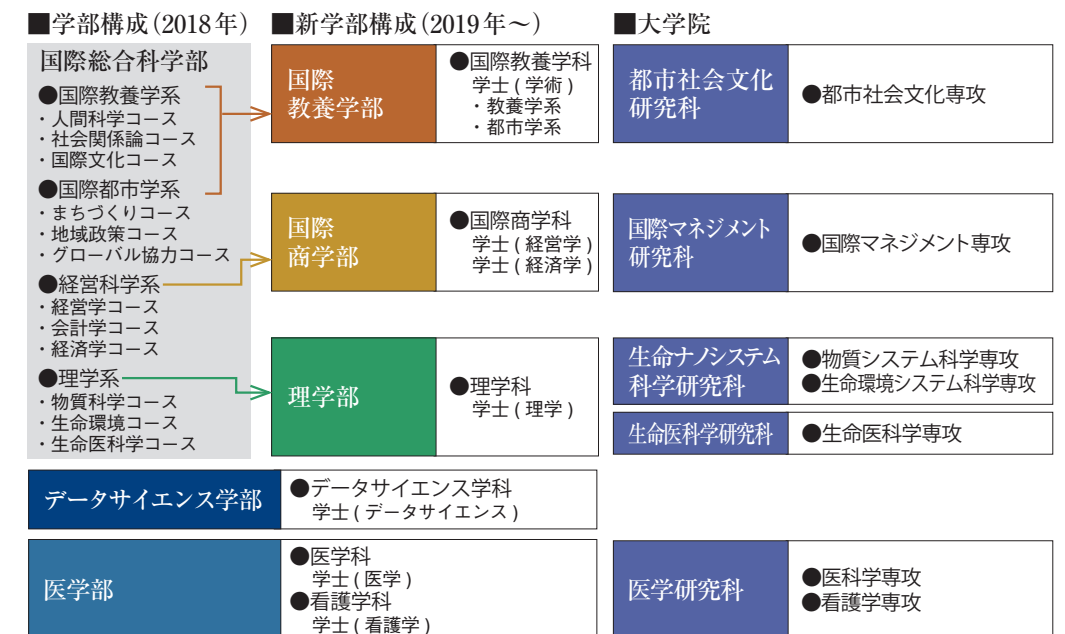 ■学部構成(2018年)
国際総合科学部
●国際教養学系
・人間科学コース
・社会関係論コース
・国際文化コース
●国際都市学系
・まちづくりコース
・地域政策コース
・グローバル協力コース
●経営科学系
・経営学コース
・会計学コース
・経済学コース
●理学系
・物質科学コース
・生命環境コース
・生命医科学コース
■新学部構成(2019年〜)
国際
教養学部
●国際教養学科
学士(学術)
・教養学系
・都市学系
国際
商学部
●国際商学科
学士(経営学)
学士(経済学)
理学部
●理学科
学士(理学)
データサイエンス学部
●データサイエンス学科
学士(データサイエンス)
医学部
●医学科
学士(医学)
●看護学科
学士(看護学)
■大学院
都市社会文化
研究科
●都市社会文化専攻
国際マネジメント
研究科
●国際マネジメント専攻
生命ナノシステム
科学研究科
●物質システム科学専攻
●生命環境システム科学専攻
生命医科学研究科
●生命医科学専攻
医学研究科
●医科学専攻
●看護学専攻